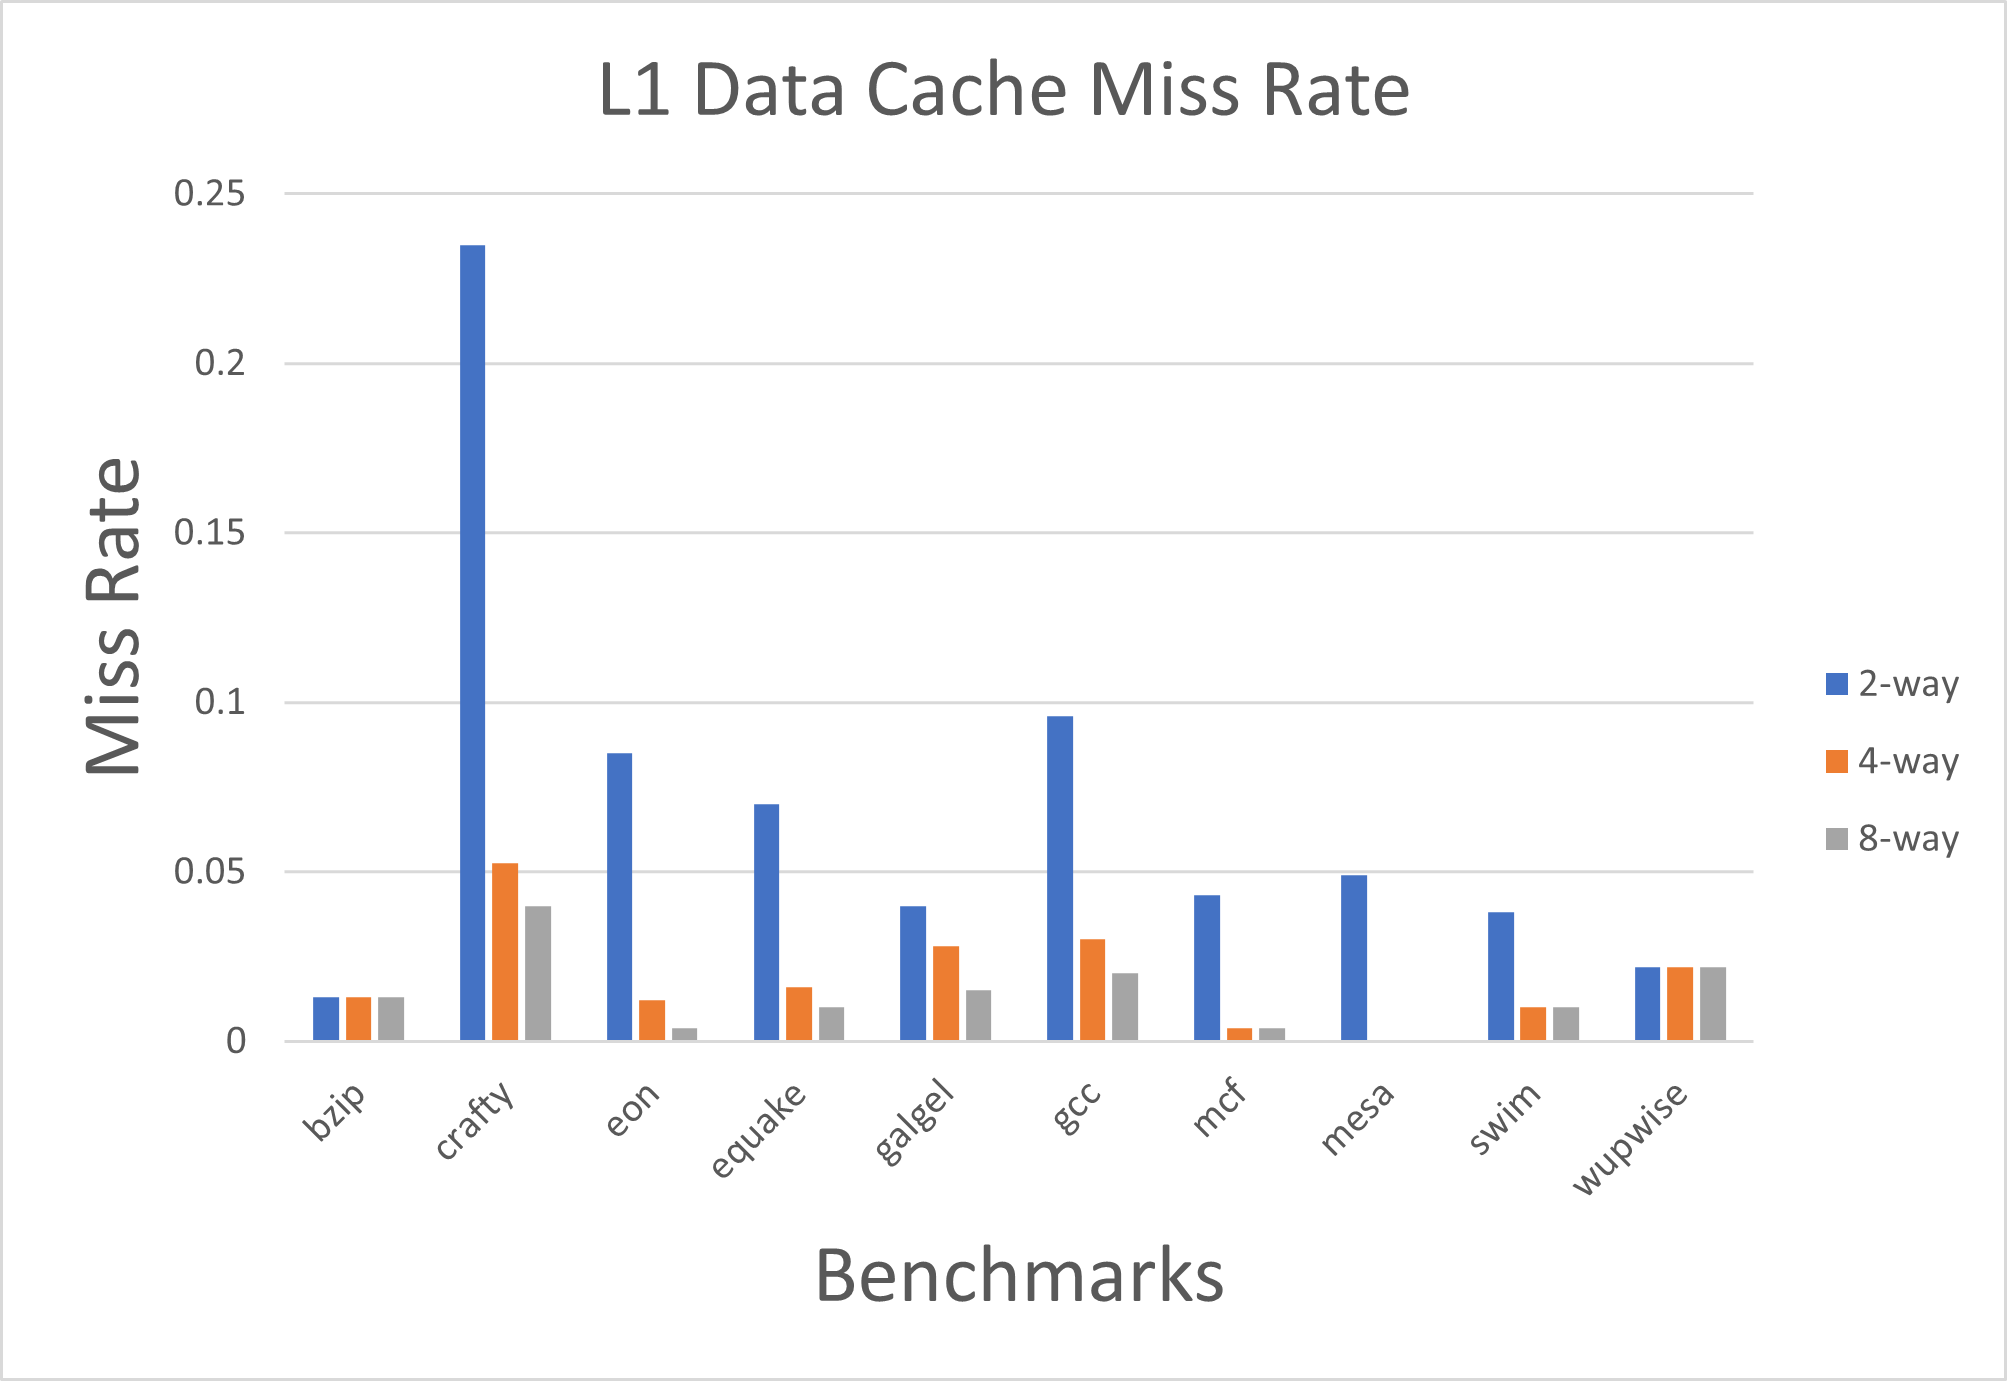 L1 Data Cache Miss Rate
0.25
0.2
0.15
0.1
0.05
0
Miss Rate
2-way
4-way
8-way
bzip
crafty
eon
equake
galgel
gcc
mcf
mesa
swim
wupwise
Benchmarks